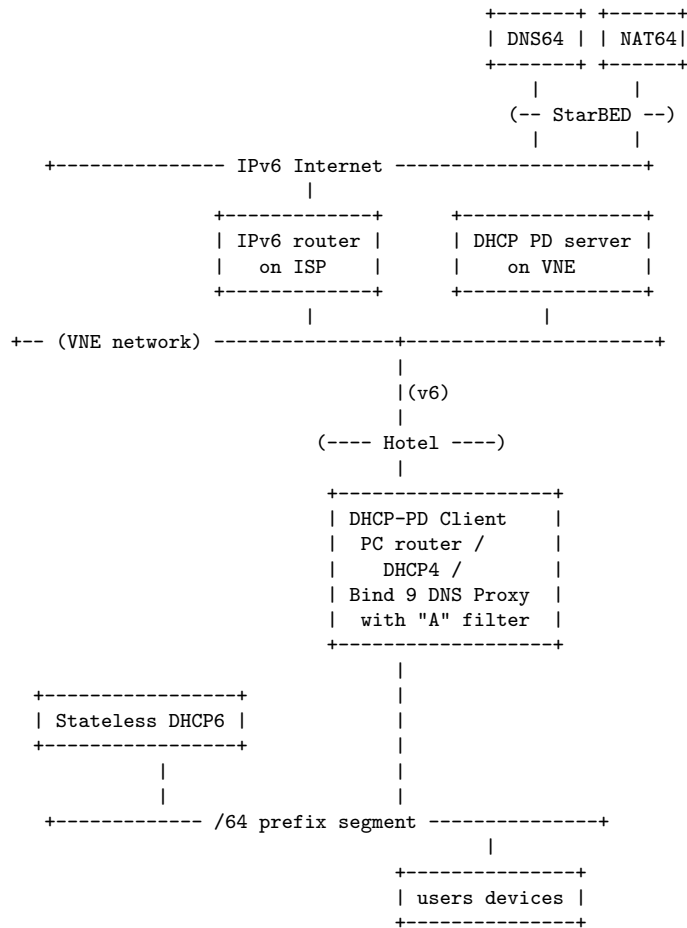 DNS64 NAT64
(-- StarBED --)
IPv6 Internet
IPv6 router DHCP PD server
on ISP on VNE
(VNE network)
(v6)
(---- Hotel ----)
DHCP-PD Client
PC router /
DHCP4 /
Bind 9 DNS Proxy
with "A" filter
Stateless DHCP6
/64 prefix segment
users devices